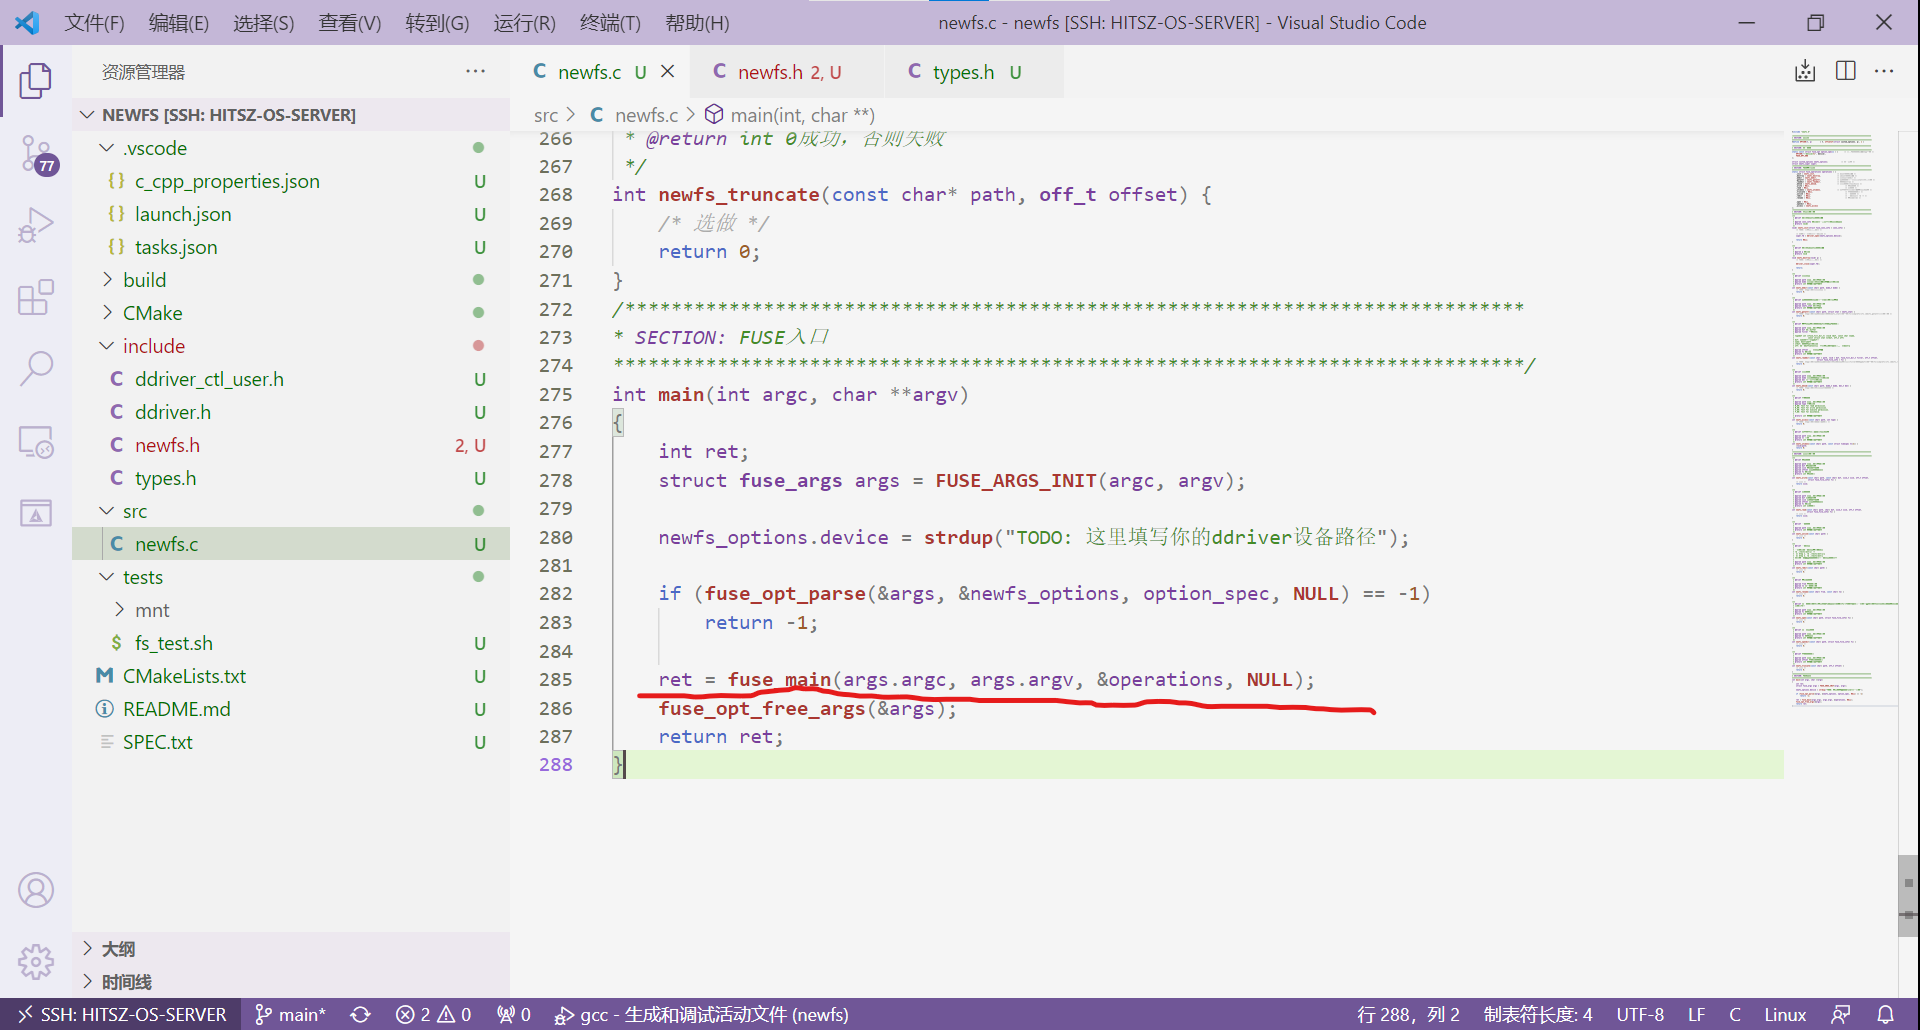 文件(F) 编辑(E) 选择(S) 查看(V) 转到(G) 运行(R) 终端(T) 帮助(H) newfs.c - newfs [SSH: HITSZ-OS-SERVER] - Visual Studio Code
资源管理器
NEWFS [SSH: HITSZ-OS-SERVER]
.vscode
{} c_cpp_properties.json U
{} launch.json U
{} tasks.json U
build
CMake
include
C ddriver_ctl_user.h U
C ddriver.h U
C newfs.h 2, U
C types.h U
src
C newfs.c U
tests
mnt
$ fs_test.sh U
M CMakeLists.txt U
README.md U
SPEC.txt U
大纲
时间线
77
C newfs.c U C newfs.h 2, U C types.h U
src > C newfs.c > main(int, char **)
266 * @return int 0成功，否则失败
267 */
268 int newfs_truncate(const char* path, off_t offset) {
269 /* 选做 */
270 return 0;
271 }
272 /******************************************************************************
273 * SECTION: FUSE入口
274 *******************************************************************************/
275 int main(int argc, char **argv)
276 {
277 int ret;
278 struct fuse_args args = FUSE_ARGS_INIT(argc, argv);
279
280 newfs_options.device = strdup("TODO: 这里填写你的ddriver设备路径");
281
282 if (fuse_opt_parse(&args, &newfs_options, option_spec, NULL) == -1)
283 return -1;
284
285 ret = fuse_main(args.argc, args.argv, &operations, NULL);
286 fuse_opt_free_args(&args);
287 return ret;
288 }
SSH: HITSZ-OS-SERVER main* 2 0 0 gcc - 生成和调试活动文件 (newfs) 行 288，列 2 制表符长度: 4 UTF-8 LF C Linux